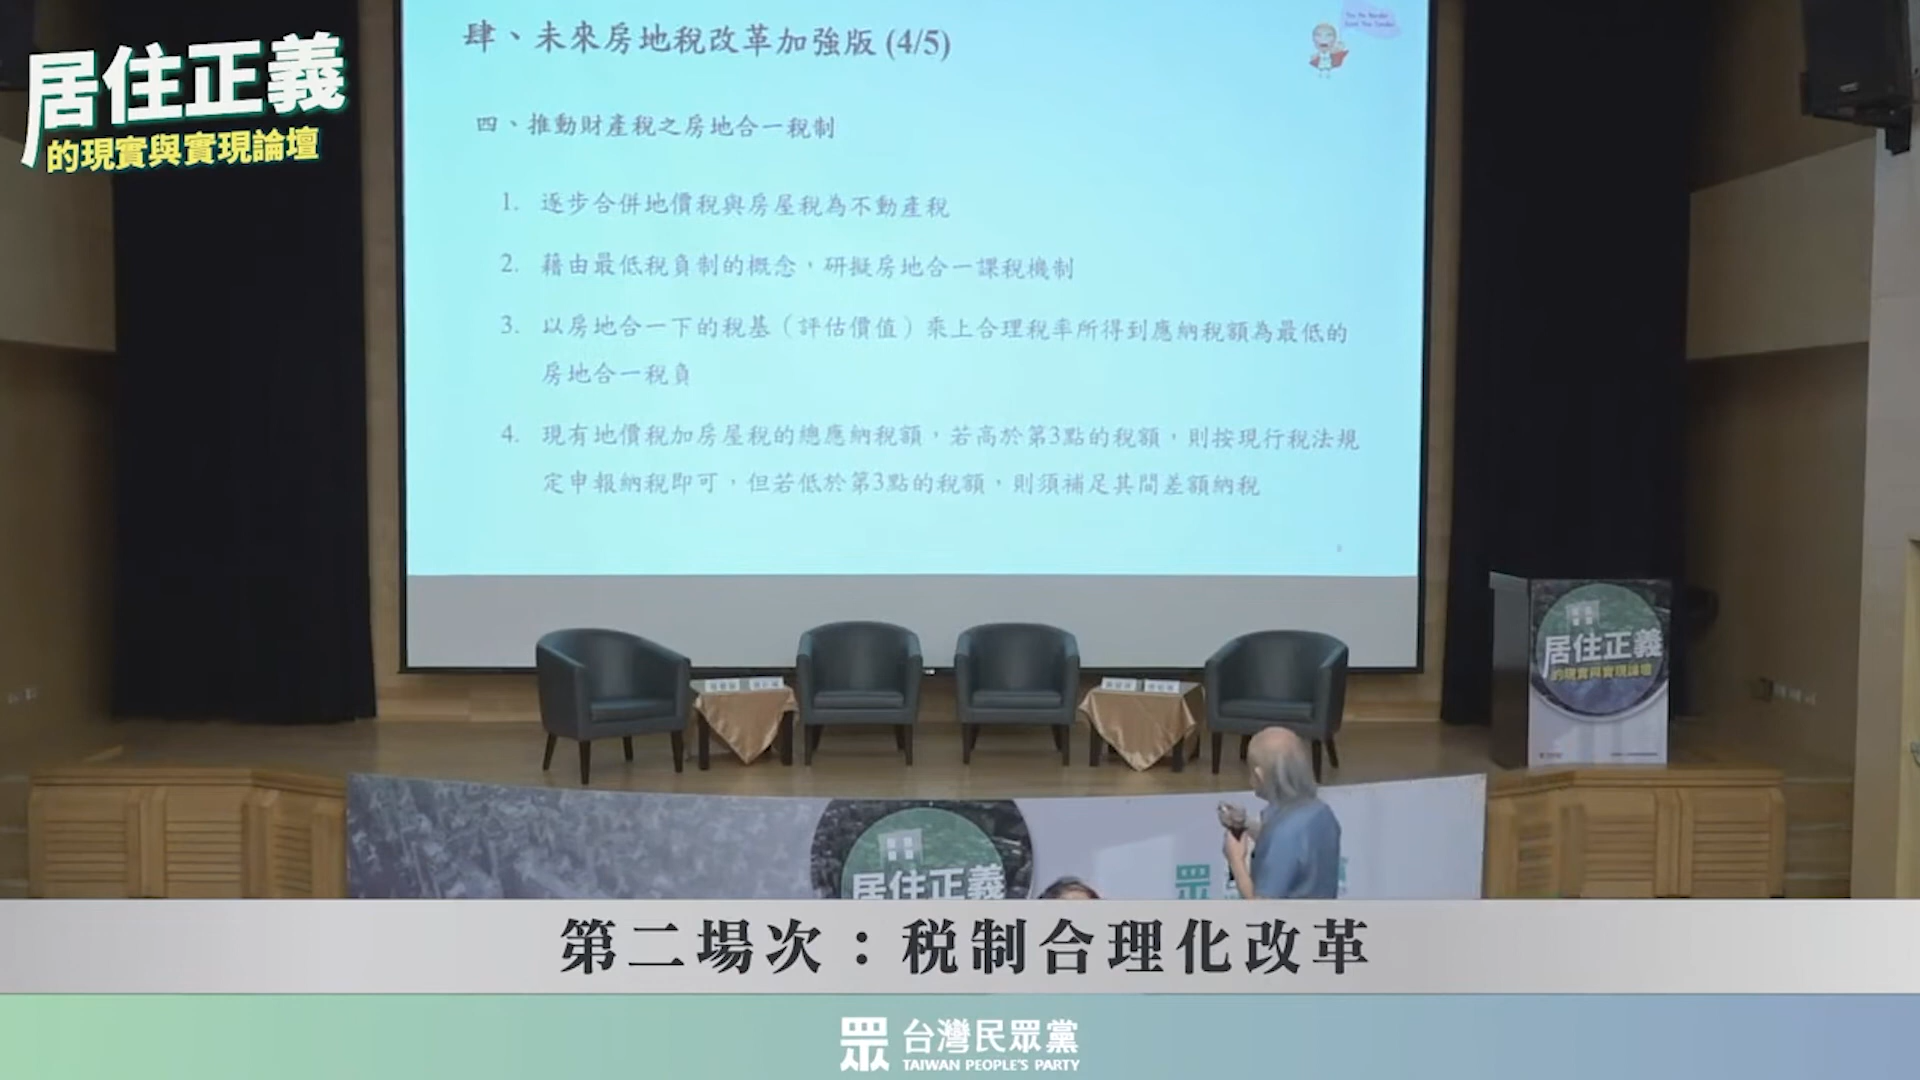 居住正義
的現實與實現論壇
肆、未來房地稅改革加強版 (4/5)
四、推動財產稅之房地合一稅制
1. 逐步合併地價稅與房屋稅為不動產稅
2. 藉由最低稅負制的概念，研擬房地合一課稅機制
3. 以房地合一下的稅基（評估價值）乘上合理稅率所得到應納稅額為最低的
房地合一稅負
4. 現有地價稅加房屋稅的總應納稅額，若高於第3點的稅額，則按現行稅法規
定申報納稅即可，但若低於第3點的稅額，則須補足其間差額納稅
居住正義
的現實與實現論壇
居住正義
眾
第二場次：稅制合理化改革
眾 台灣民眾黨
TAIWAN PEOPLE'S PARTY